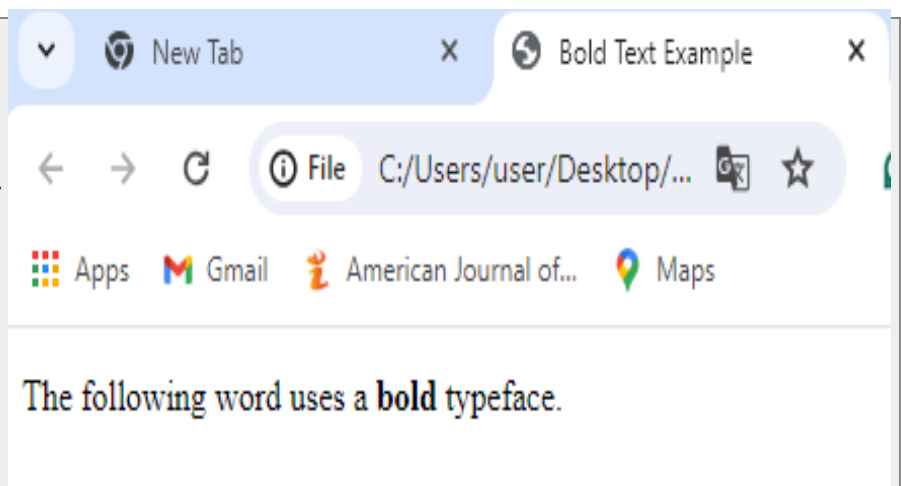 New Tab Bold Text Example
File C:/Users/user/Desktop/...
Apps Gmail American Journal of... Maps
The following word uses a bold typeface.